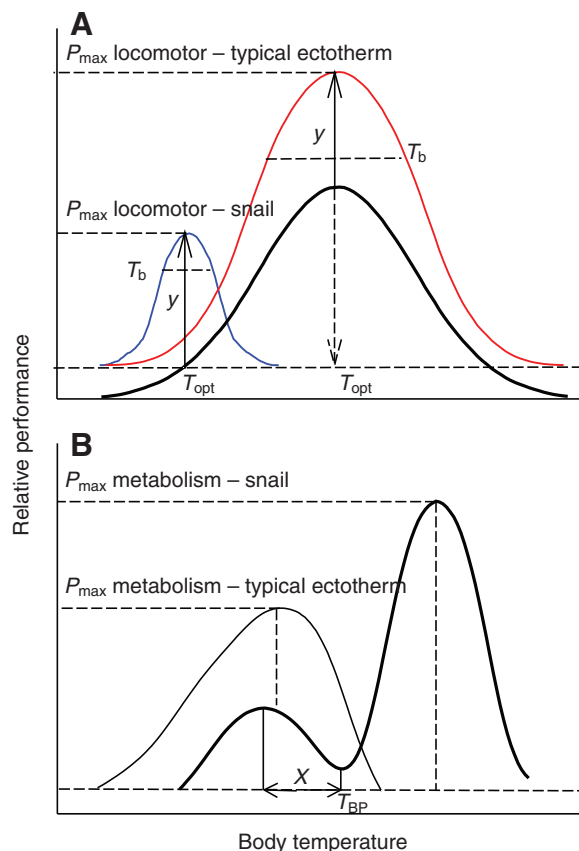 A
Pmax locomotor – typical ectotherm
y
Tb
Pmax locomotor – snail
Tb
y
Topt
Topt
Relative performance
B
Pmax metabolism – snail
Pmax metabolism – typical ectotherm
X
TBP
Body temperature